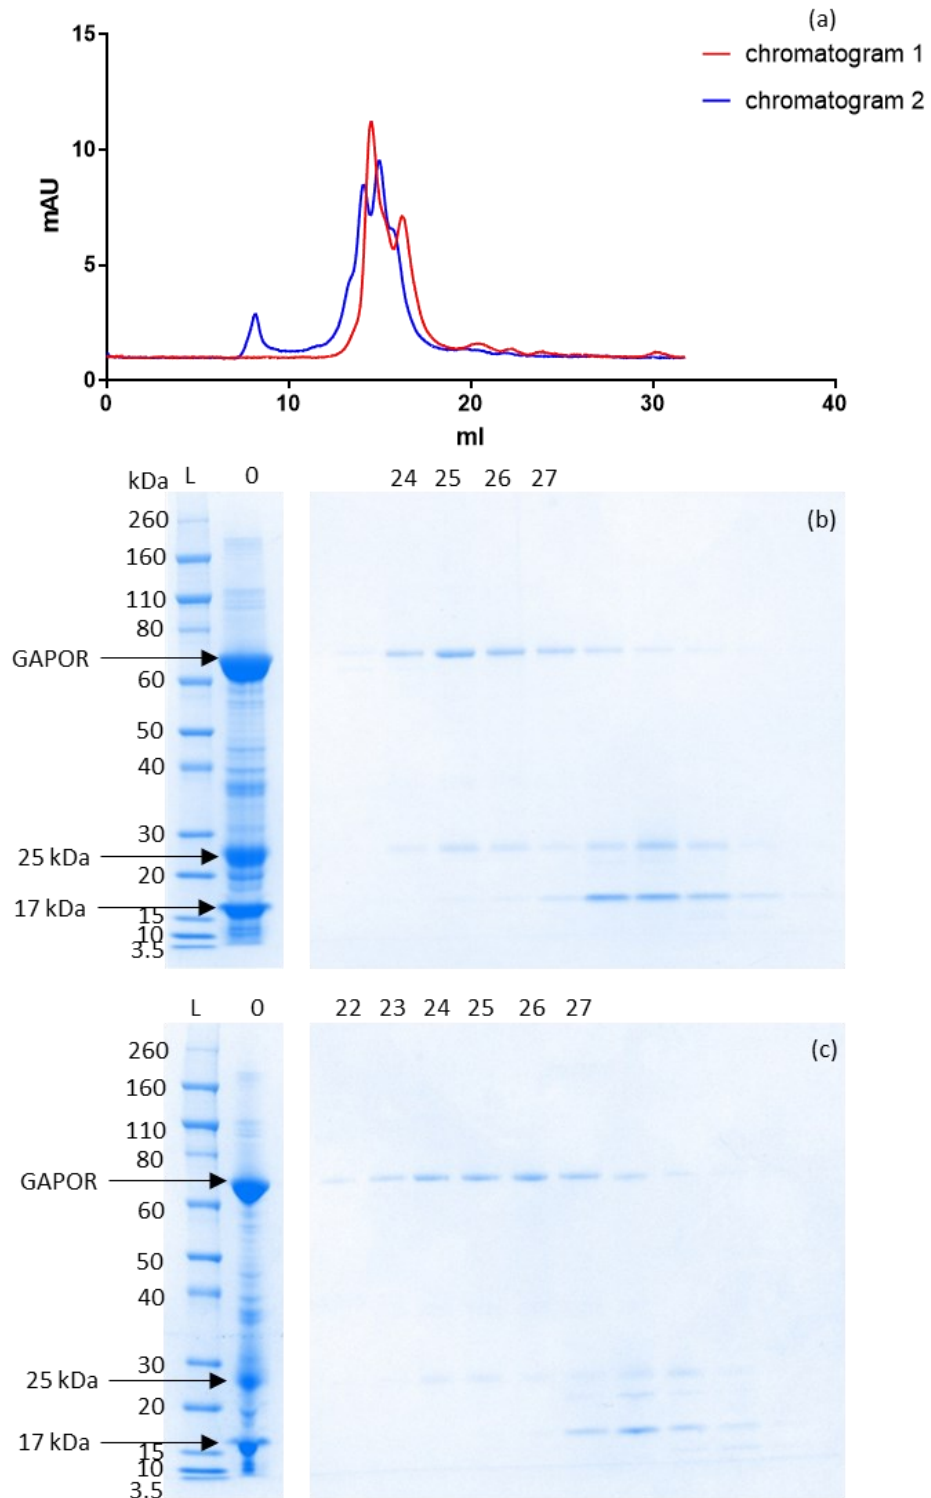 (a)
15
chromatogram 1
chromatogram 2
10
mAU
5
0
0 10 20 30 40
ml
kDa L 0 24 25 26 27
(b)
260
160
110
80
GAPOR
60
50
40
30
25 kDa
20
17 kDa
15
10
3.5
L 0 22 23 24 25 26 27
(c)
260
160
110
80
GAPOR
60
50
40
30
25 kDa
20
17 kDa
15
10
3.5